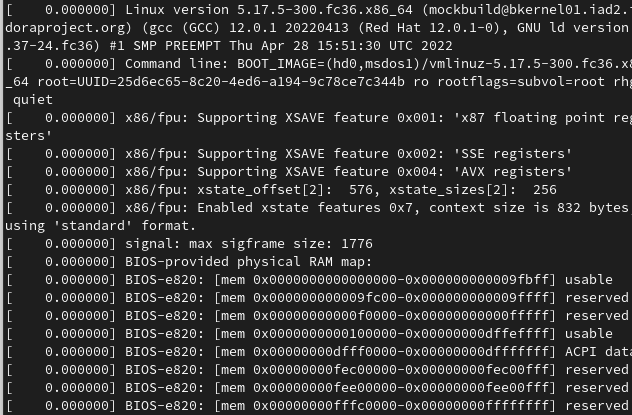 [    0.000000] Linux version 5.17.5-300.fc36.x86_64 (mockbuild@bkernel01.iad2.
doraproject.org) (gcc (GCC) 12.0.1 20220413 (Red Hat 12.0.1-0), GNU ld version
.37-24.fc36) #1 SMP PREEMPT Thu Apr 28 15:51:30 UTC 2022
[    0.000000] Command line: BOOT_IMAGE=(hd0,msdos1)/vmlinuz-5.17.5-300.fc36.x8
_64 root=UUID=25d6ec65-8c20-4ed6-a194-9c78ce7c344b ro rootflags=subvol=root rhg
quiet
[    0.000000] x86/fpu: Supporting XSAVE feature 0x001: 'x87 floating point reg
sters'
[    0.000000] x86/fpu: Supporting XSAVE feature 0x002: 'SSE registers'
[    0.000000] x86/fpu: Supporting XSAVE feature 0x004: 'AVX registers'
[    0.000000] x86/fpu: xstate_offset[2]:  576, xstate_sizes[2]:  256
[    0.000000] x86/fpu: Enabled xstate features 0x7, context size is 832 bytes
using 'standard' format.
[    0.000000] signal: max sigframe size: 1776
[    0.000000] BIOS-provided physical RAM map:
[    0.000000] BIOS-e820: [mem 0x0000000000000000-0x000000000009fbff] usable
[    0.000000] BIOS-e820: [mem 0x000000000009fc00-0x000000000009ffff] reserved
[    0.000000] BIOS-e820: [mem 0x00000000000f0000-0x00000000000fffff] reserved
[    0.000000] BIOS-e820: [mem 0x0000000000100000-0x00000000dffeffff] usable
[    0.000000] BIOS-e820: [mem 0x00000000dfff0000-0x00000000dfffffff] ACPI data
[    0.000000] BIOS-e820: [mem 0x00000000fec00000-0x00000000fec00fff] reserved
[    0.000000] BIOS-e820: [mem 0x00000000fee00000-0x00000000fee00fff] reserved
[    0.000000] BIOS-e820: [mem 0x00000000fffc0000-0x00000000ffffffff] reserved